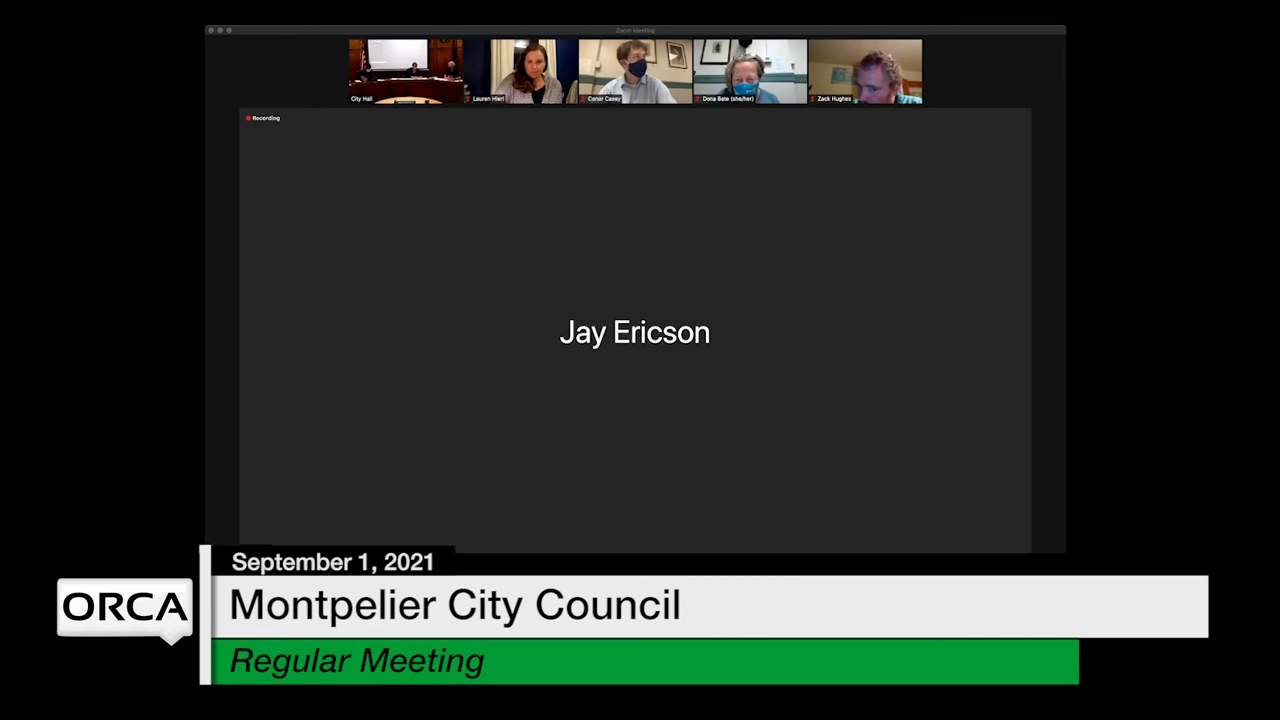 Zoom Meeting
City Hall
Lauren Hierl
Conor Casey
Dona Bate (she/her)
Zack Hughes
Recording
Jay Ericson
September 1, 2021
ORCA
Montpelier City Council
Regular Meeting